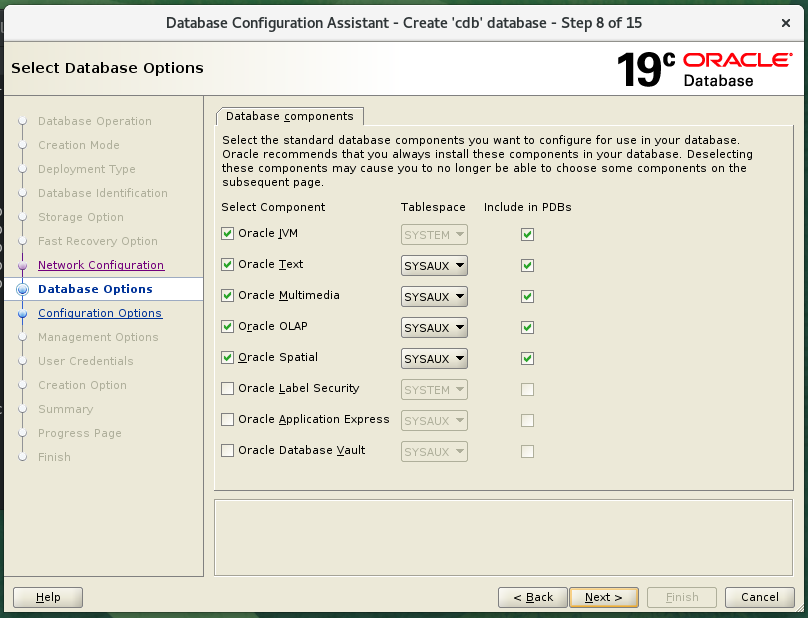 Database Configuration Assistant - Create 'cdb' database - Step 8 of 15
Select Database Options
19c ORACLE
Database
Database Operation
Creation Mode
Deployment Type
Database Identification
Storage Option
Fast Recovery Option
Network Configuration
Database Options
Configuration Options
Management Options
User Credentials
Creation Option
Summary
Progress Page
Finish
Database components
Select the standard database components you want to configure for use in your database.
Oracle recommends that you always install these components in your database. Deselecting
these components may cause you to no longer be able to choose some components on the
subsequent page.
Select Component Tablespace Include in PDBs
Oracle JVM SYSTEM
Oracle Text SYSAUX
Oracle Multimedia SYSAUX
Oracle OLAP SYSAUX
Oracle Spatial SYSAUX
Oracle Label Security SYSTEM
Oracle Application Express SYSAUX
Oracle Database Vault SYSAUX
Help < Back Next > Finish Cancel